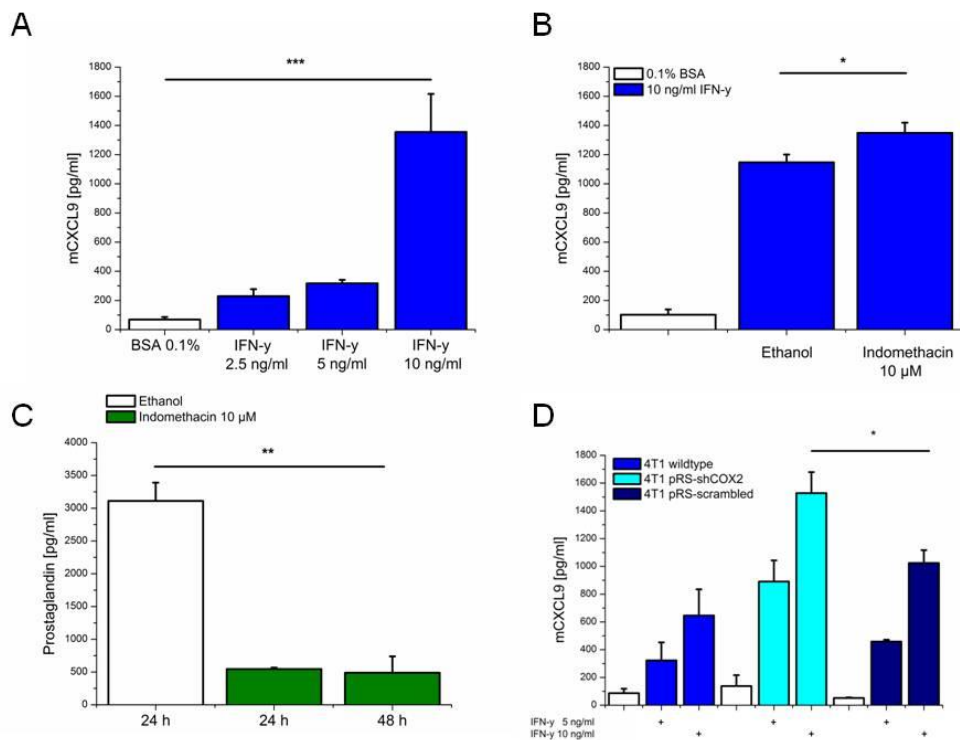 A
***
mCXCL9 [pg/ml]
1800
1600
1400
1200
1000
800
600
400
200
0
BSA 0.1%
IFN-y
2.5 ng/ml
IFN-y
5 ng/ml
IFN-y
10 ng/ml
B
0.1% BSA
10 ng/ml IFN-y
*
mCXCL9 [pg/ml]
1800
1600
1400
1200
1000
800
600
400
200
0
Ethanol
Indomethacin
10 µM
C
Ethanol
Indomethacin 10 µM
**
Prostaglandin [pg/ml]
4000
3500
3000
2500
2000
1500
1000
500
0
24 h
24 h
48 h
D
4T1 wildtype
4T1 pRS-shCOX2
4T1 pRS-scrambled
*
mCXCL9 [pg/ml]
1800
1600
1400
1200
1000
800
600
400
200
0
IFN-y 5 ng/ml + + +
IFN-y 10 ng/ml + + +